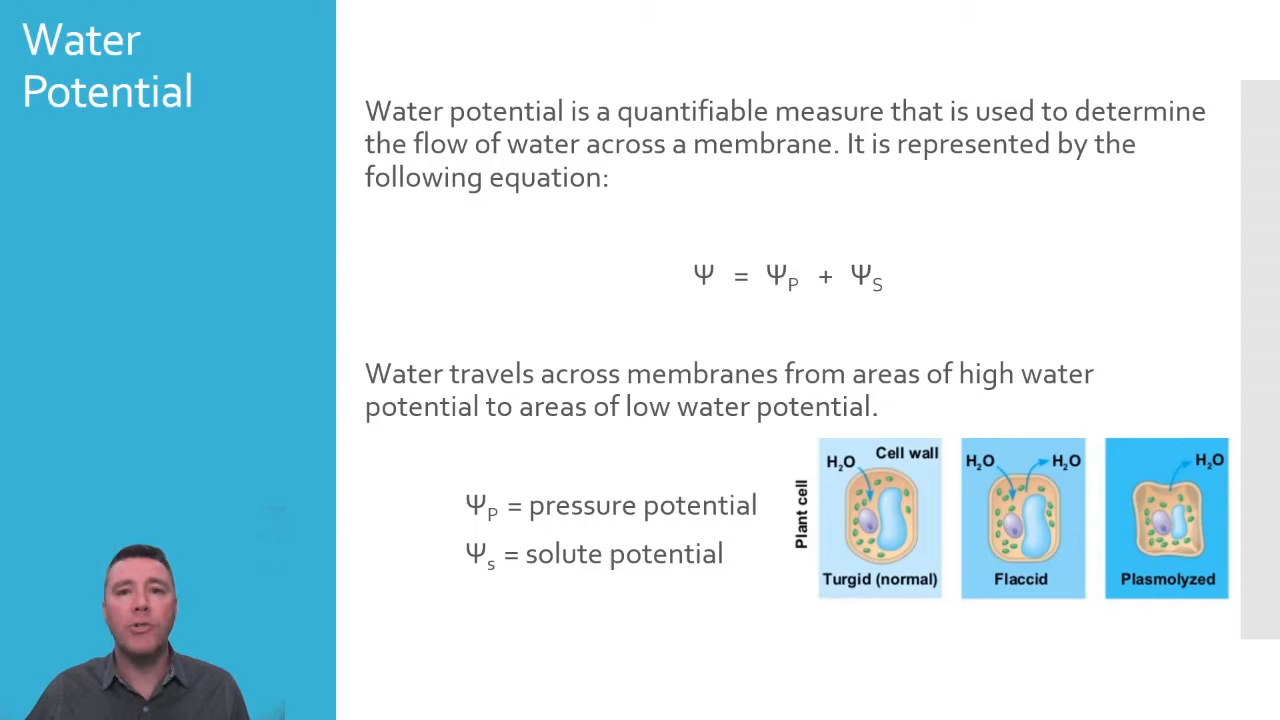 Water
Potential
Water potential is a quantifiable measure that is used to determine
the flow of water across a membrane. It is represented by the
following equation:
Ψ = Ψ_P + Ψ_S
Water travels across membranes from areas of high water
potential to areas of low water potential.
Ψ_P = pressure potential
Ψ_s = solute potential
Plant cell
H₂O Cell wall
Turgid (normal)
H₂O H₂O
Flaccid
H₂O
Plasmolyzed